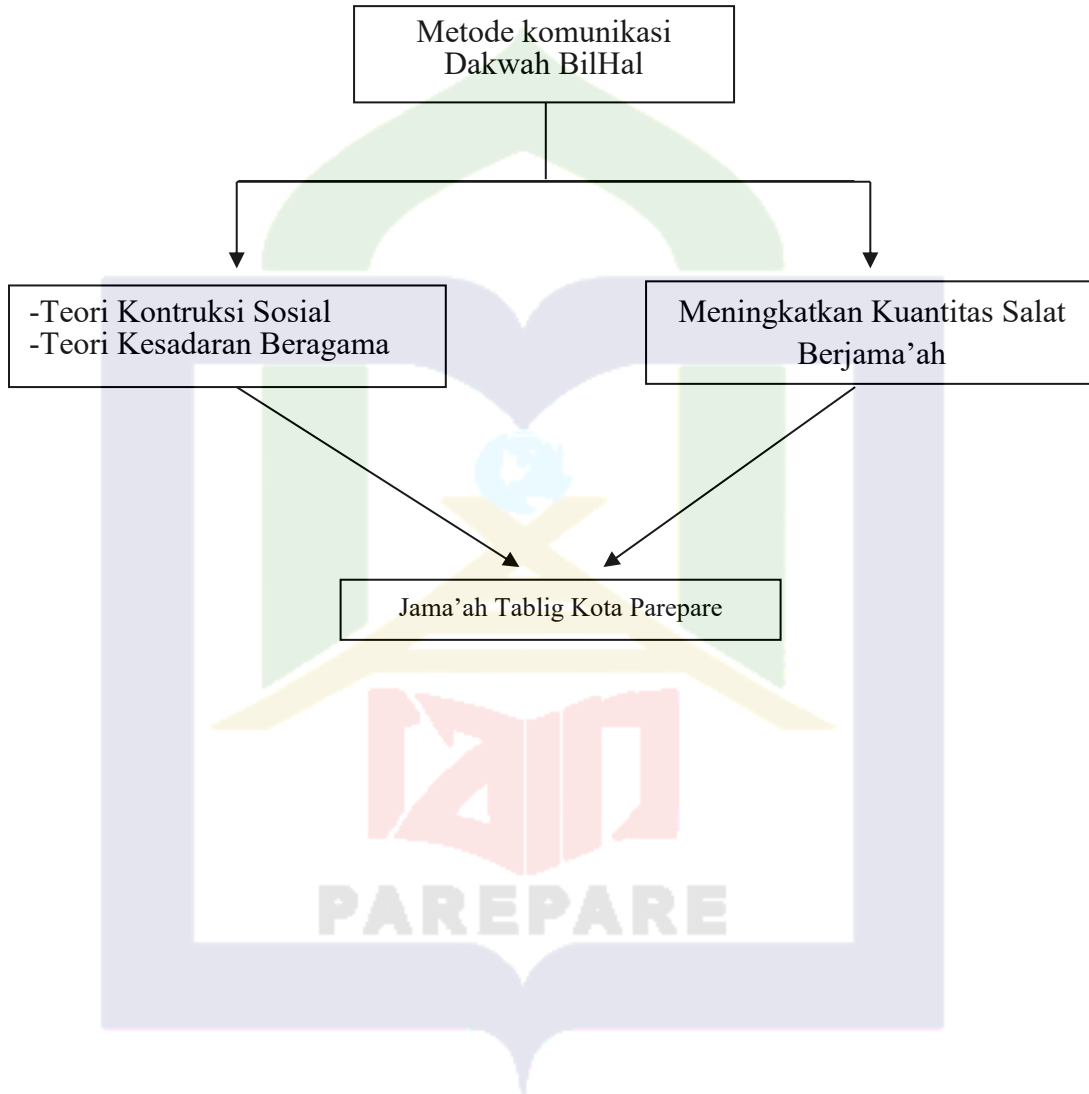 Metode komunikasi
Dakwah BilHal
-Teori Kontruksi Sosial
-Teori Kesadaran Beragama
Meningkatkan Kuantitas Salat
Berjama’ah
Jama’ah Tablig Kota Parepare
iain
PAREPARE